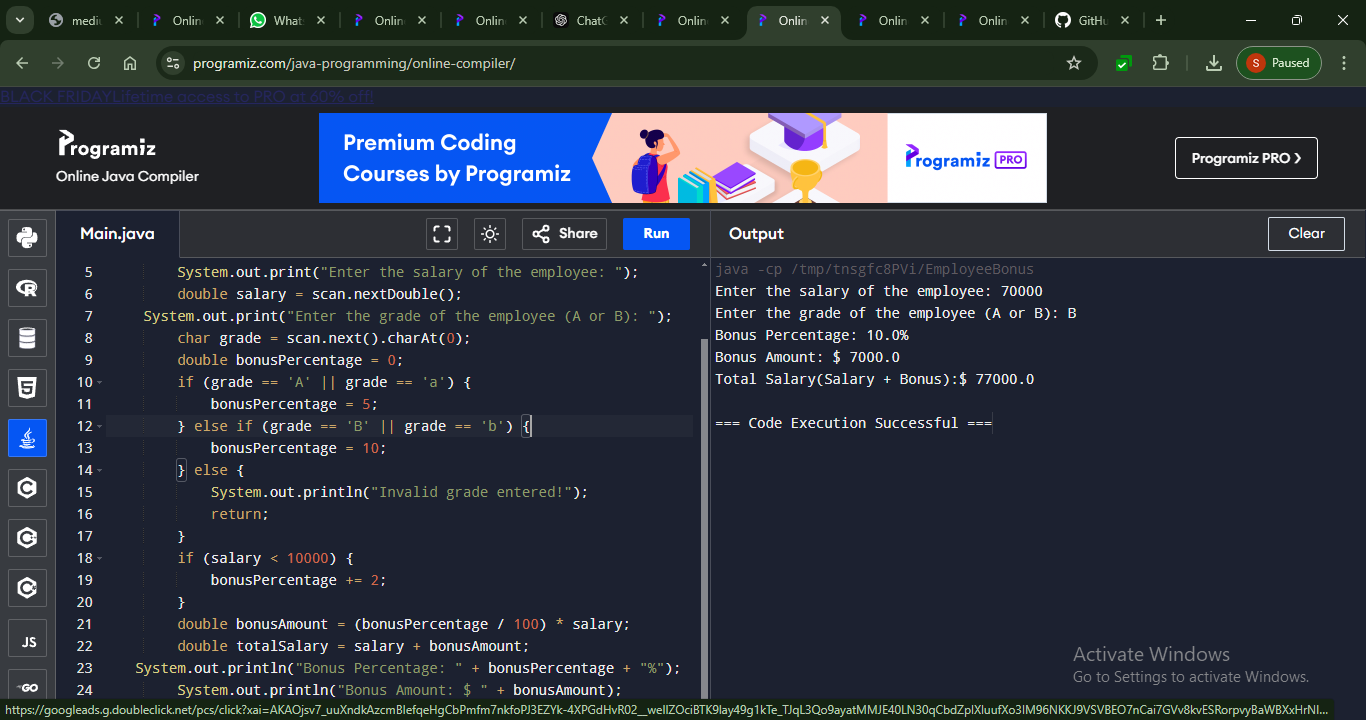 medi
Onlin
What
Onlin
Onlin
ChatG
Onlin
Onlin
Onlin
Onlin
GitHu
programiz.com/java-programming/online-compiler/
S Paused
BLACK FRIDAYLifetime access to PRO at 60% off!
Programiz
Online Java Compiler
Premium Coding
Courses by Programiz
Programiz PRO
Programiz PRO ❯
Main.java
Share
Run
Output
Clear
5 System.out.print("Enter the salary of the employee: ");
6 double salary = scan.nextDouble();
7 System.out.print("Enter the grade of the employee (A or B): ");
8 char grade = scan.next().charAt(0);
9 double bonusPercentage = 0;
10 if (grade == 'A' || grade == 'a') {
11 bonusPercentage = 5;
12 } else if (grade == 'B' || grade == 'b') {
13 bonusPercentage = 10;
14 } else {
15 System.out.println("Invalid grade entered!");
16 return;
17 }
18 if (salary < 10000) {
19 bonusPercentage += 2;
20 }
21 double bonusAmount = (bonusPercentage / 100) * salary;
22 double totalSalary = salary + bonusAmount;
23 System.out.println("Bonus Percentage: " + bonusPercentage + "%");
24 System.out.println("Bonus Amount: $ " + bonusAmount);
java -cp /tmp/tnsgfc8PVi/EmployeeBonus
Enter the salary of the employee: 70000
Enter the grade of the employee (A or B): B
Bonus Percentage: 10.0%
Bonus Amount: $ 7000.0
Total Salary(Salary + Bonus):$ 77000.0
=== Code Execution Successful ===
JS
GO
Activate Windows
Go to Settings to activate Windows.